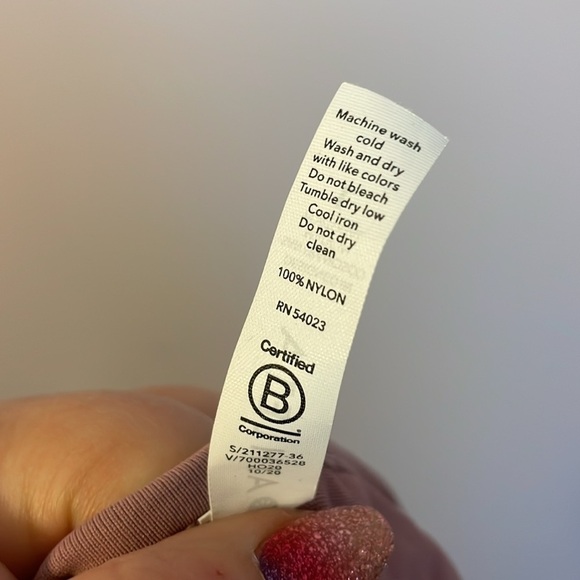 Machine wash
cold
Wash and dry
with like colors
Do not bleach
Tumble dry low
Cool iron
Do not dry
clean
100% NYLON
RN 54023
Certified
B
®
Corporation
S/211277-36
V/700036528
HO20
10/20